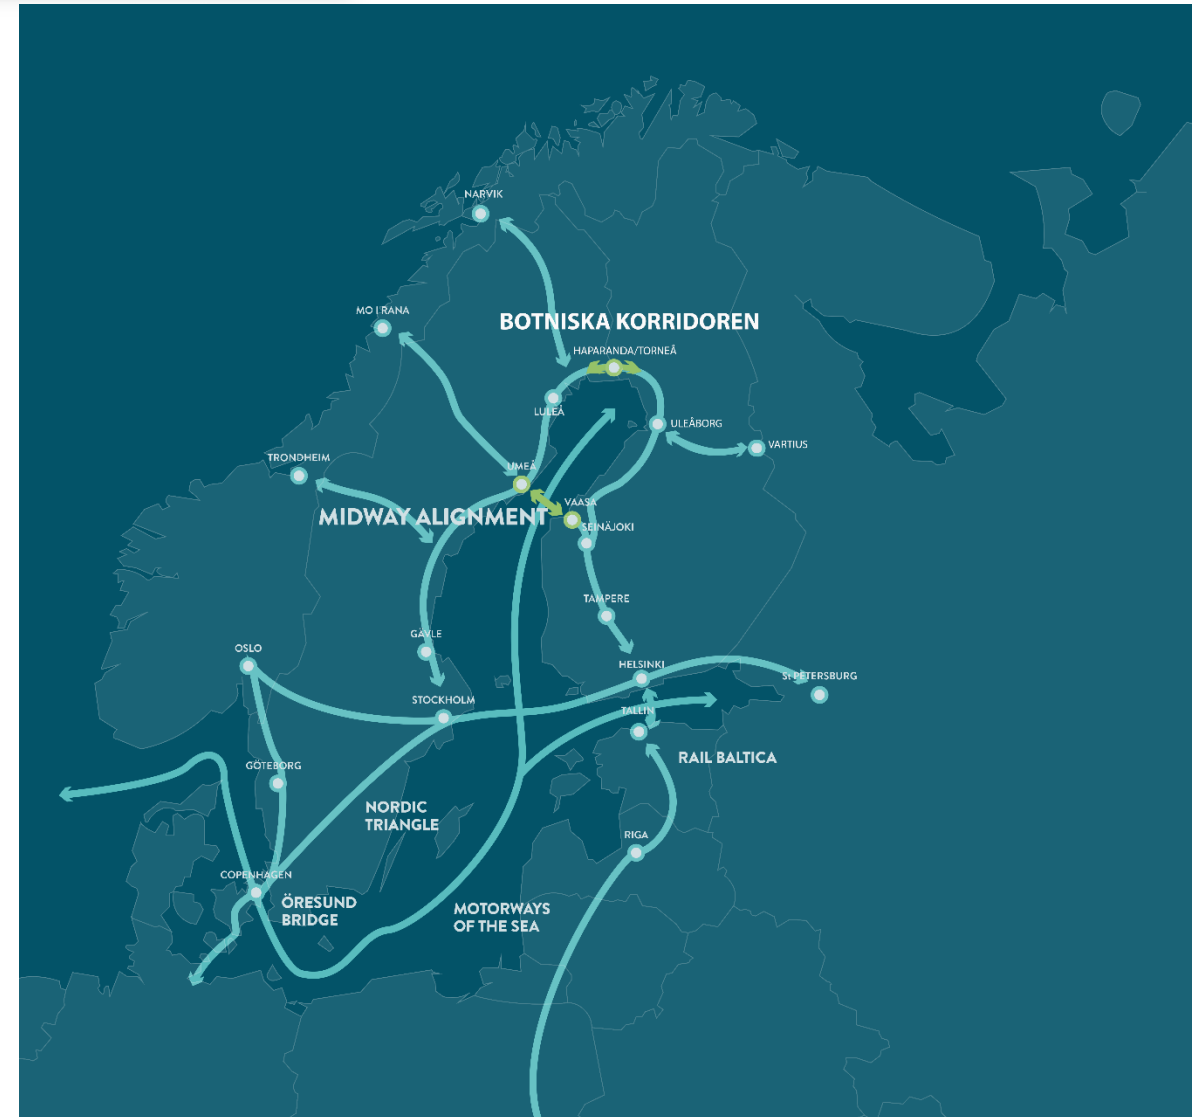 NARVIK
MO I RANA
BOTNISKA KORRIDOREN
HAPARANDA/TORNEÅ
LULEÅ
ULEÅBORG
VARTIUS
TRONDHEIM
UMEÅ
VAASA
MIDWAY ALIGNMENT
SEINÄJOKI
TAMPERE
GÄVLE
OSLO
HELSINKI
St PETERSBURG
STOCKHOLM
TALLIN
RAIL BALTICA
GÖTEBORG
NORDIC
TRIANGLE
RIGA
COPENHAGEN
ÖRESUND
BRIDGE
MOTORWAYS
OF THE SEA